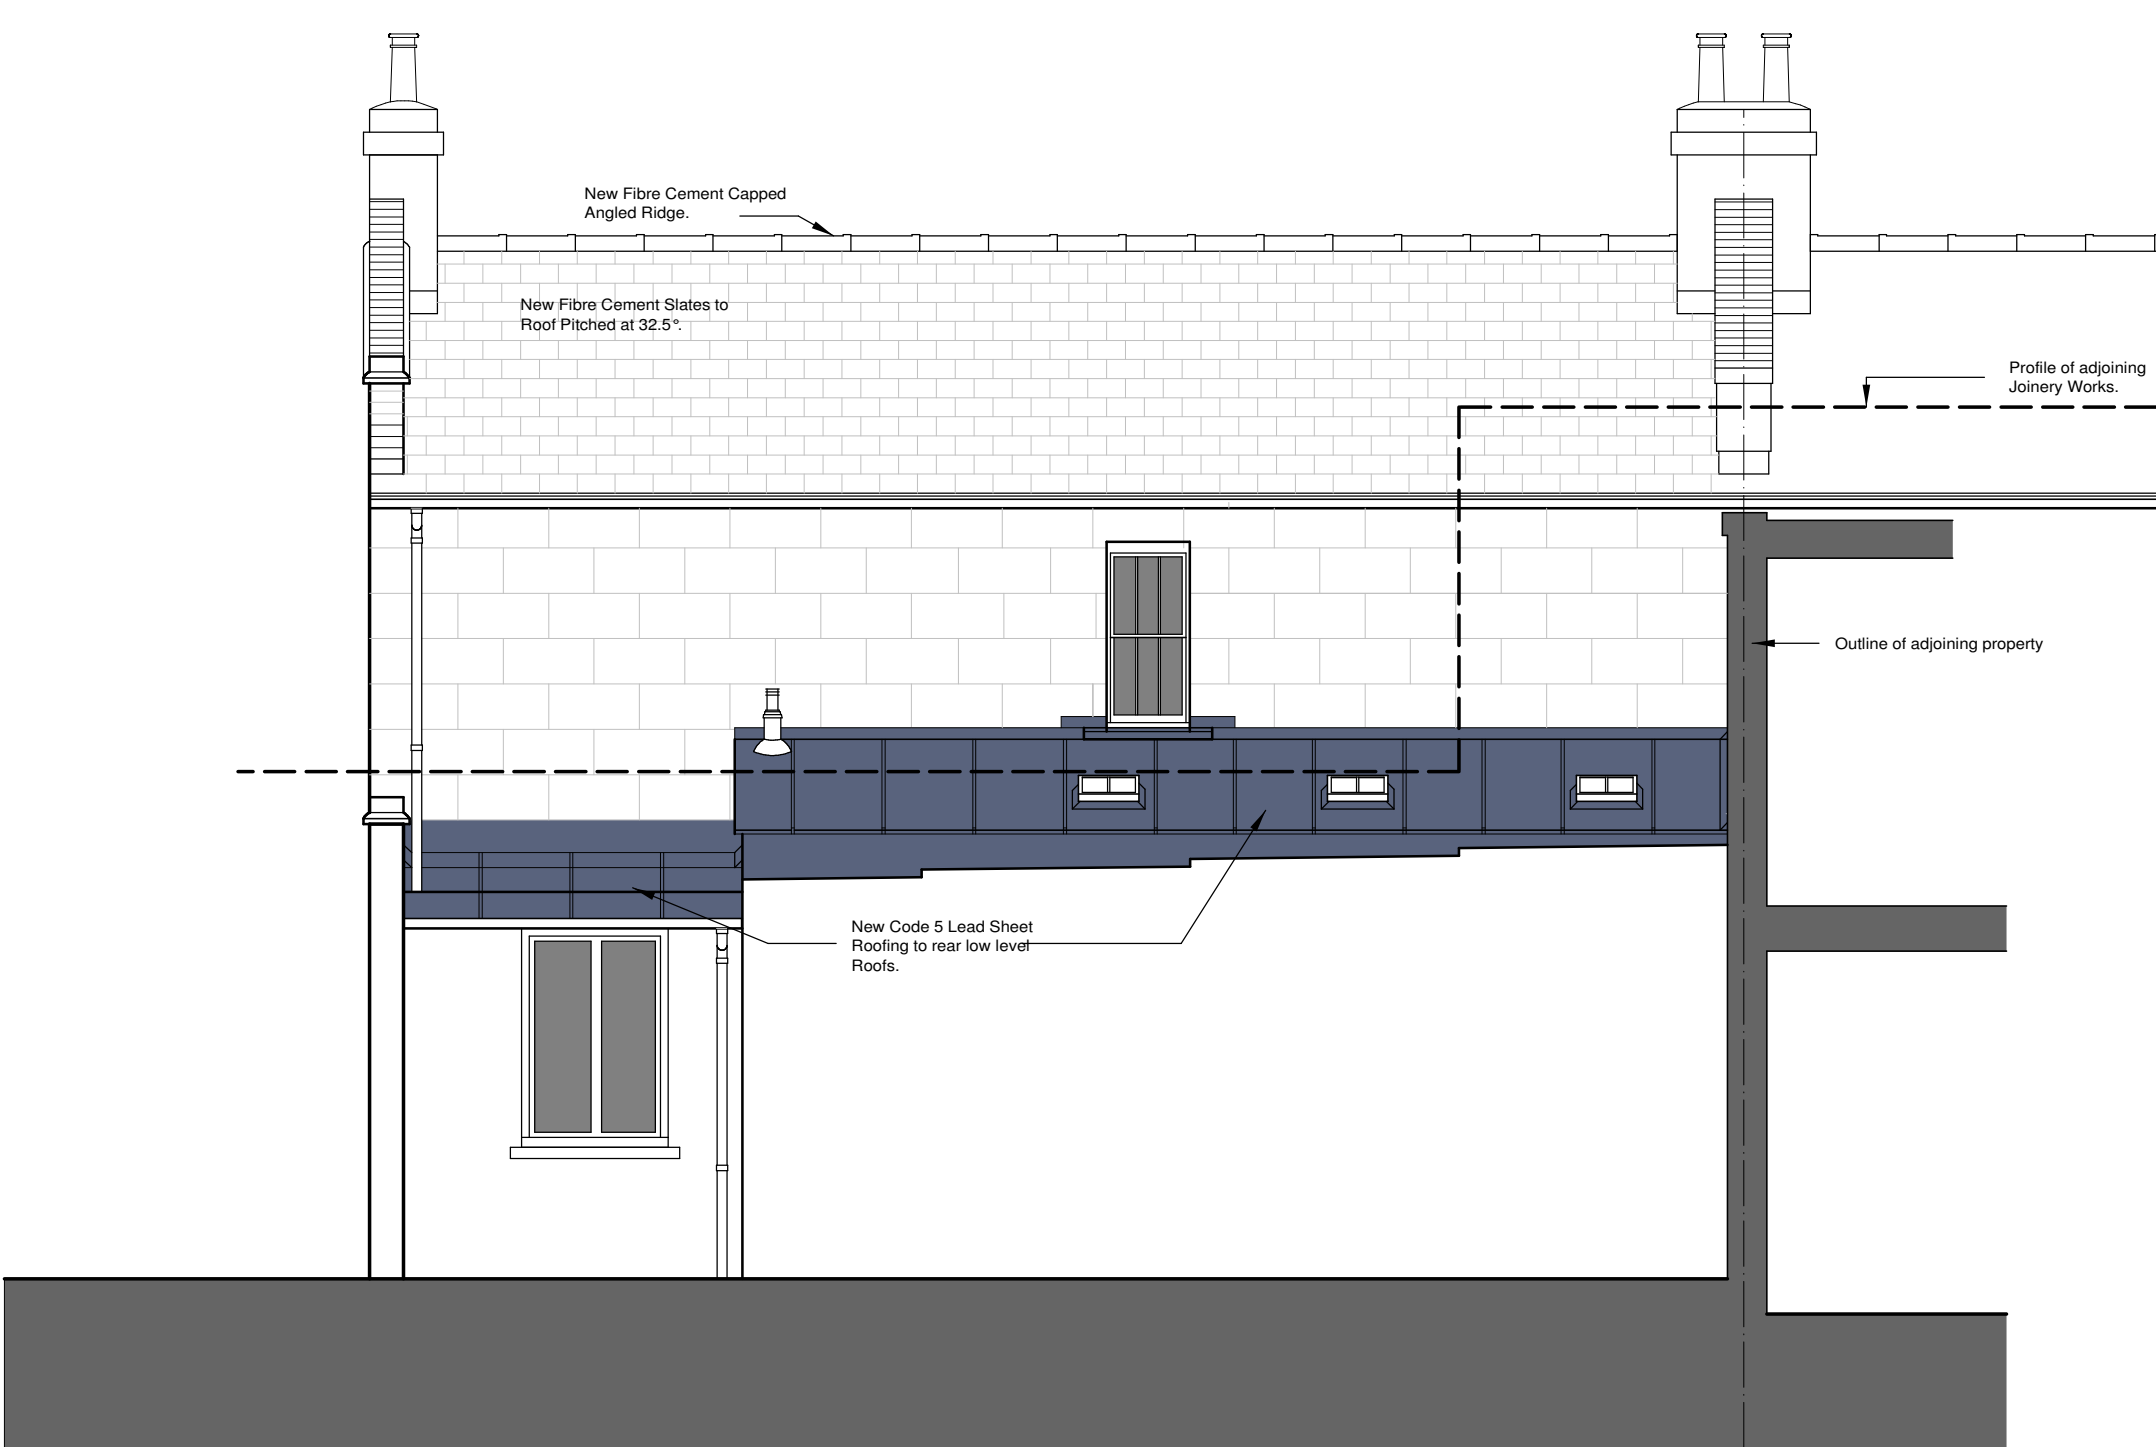 New Fibre Cement Capped
Angled Ridge.
New Fibre Cement Slates to
Roof Pitched at 32.5°.
Profile of adjoining
Joinery Works.
Outline of adjoining property
New Code 5 Lead Sheet
Roofing to rear low level
Roofs.